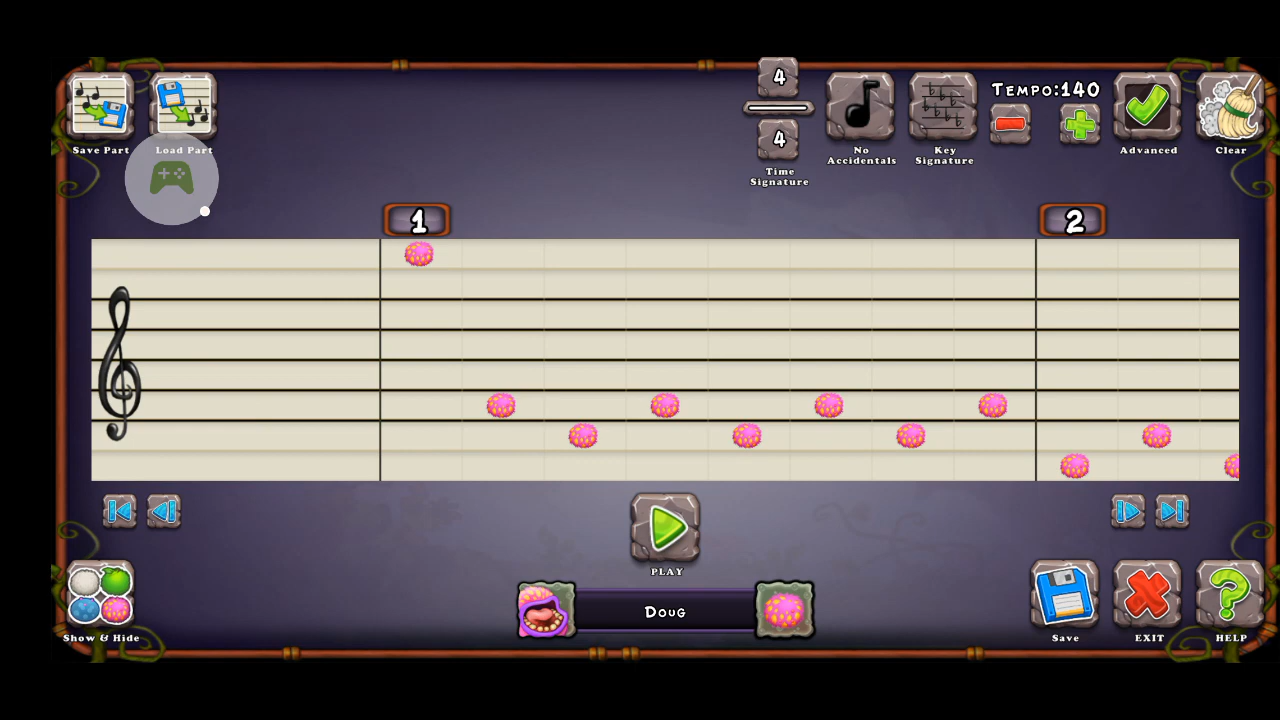 4
Tempo:140
4
Save Part
Load Part
No
Accidentals
Key
Signature
Advanced
Clear
Time
Signature
1
2
PLAY
Doug
Show & Hide
Save
EXIT
HELP